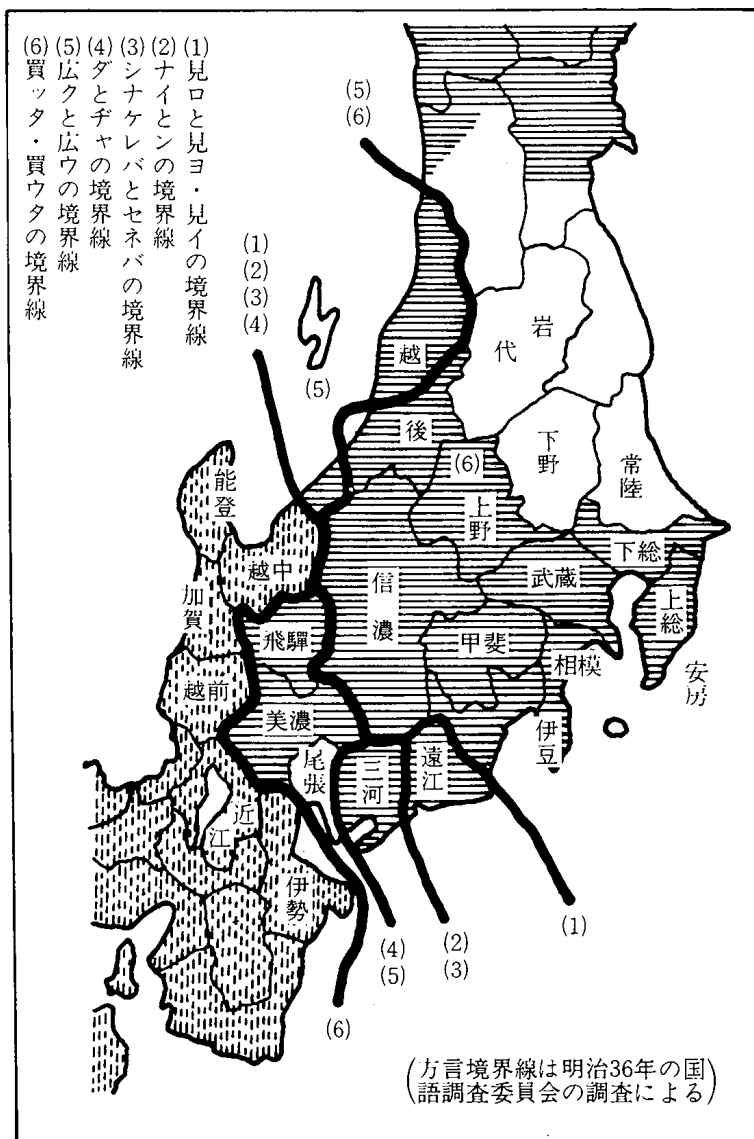 (1)見ロと見ヨ・見イの境界線
(2)ナイとンの境界線
(3)シナケレバとセネバの境界線
(4)ダとヂャの境界線
(5)広クと広ウの境界線
(6)買ッタ・買ウタの境界線
(5)
(6)
(1)
(2)
(3)
(4)
(5)
越後
岩代
下野
常陸
(6)
上野
能登
越中
加賀
信濃
武蔵
下総
上総
飛驒
甲斐
相模
安房
越前
美濃
尾張
三河
遠江
伊豆
近江
伊勢
(1)
(2)
(3)
(4)
(5)
(6)
(方言境界線は明治36年の国
語調査委員会の調査による)